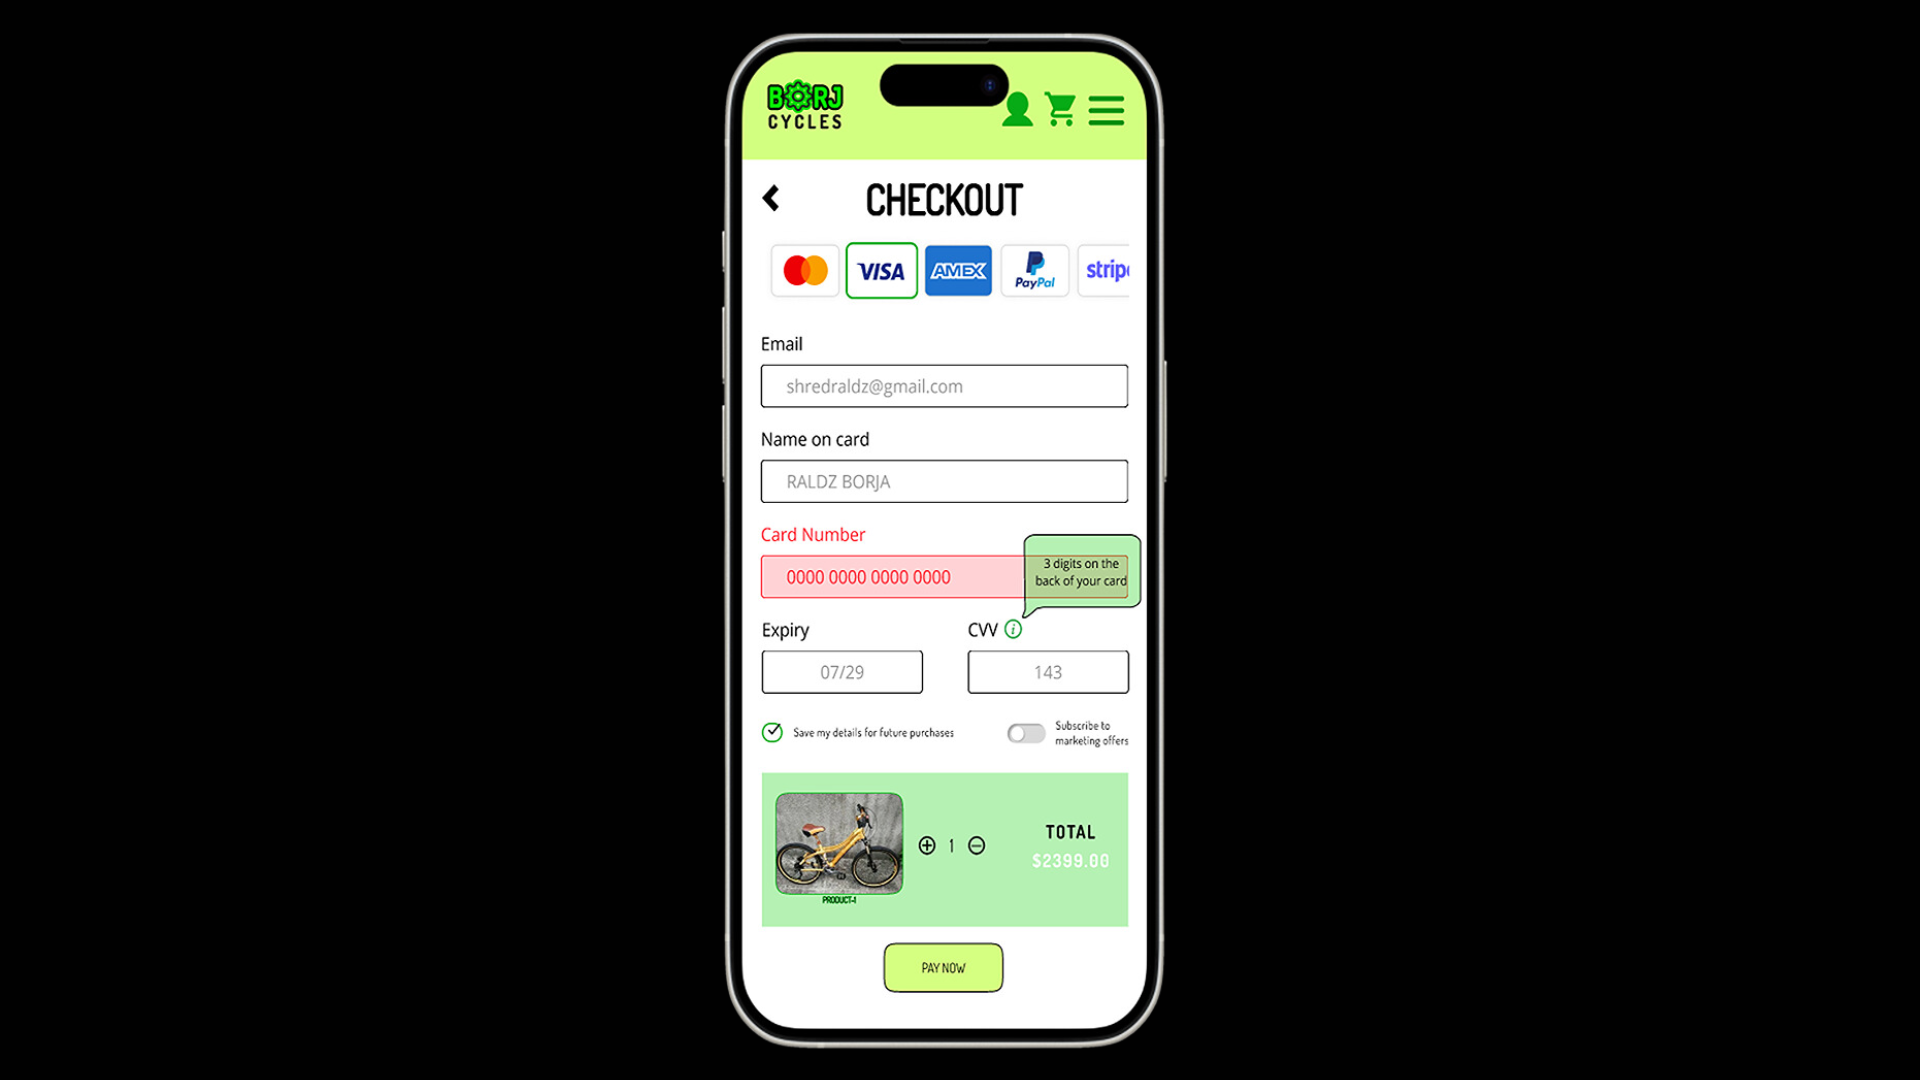 BORJ
CYCLES
CHECKOUT
VISA
AMEX
PayPal
stripe
Email
shredraldz@gmail.com
Name on card
RALDZ BORJA
Card Number
0000 0000 0000 0000
3 digits on the
back of your card
Expiry
CVV i
07/29
143
Save my details for future purchases
Subscribe to
marketing offers
1
TOTAL
$2399.00
PRODUCT-1
PAY NOW